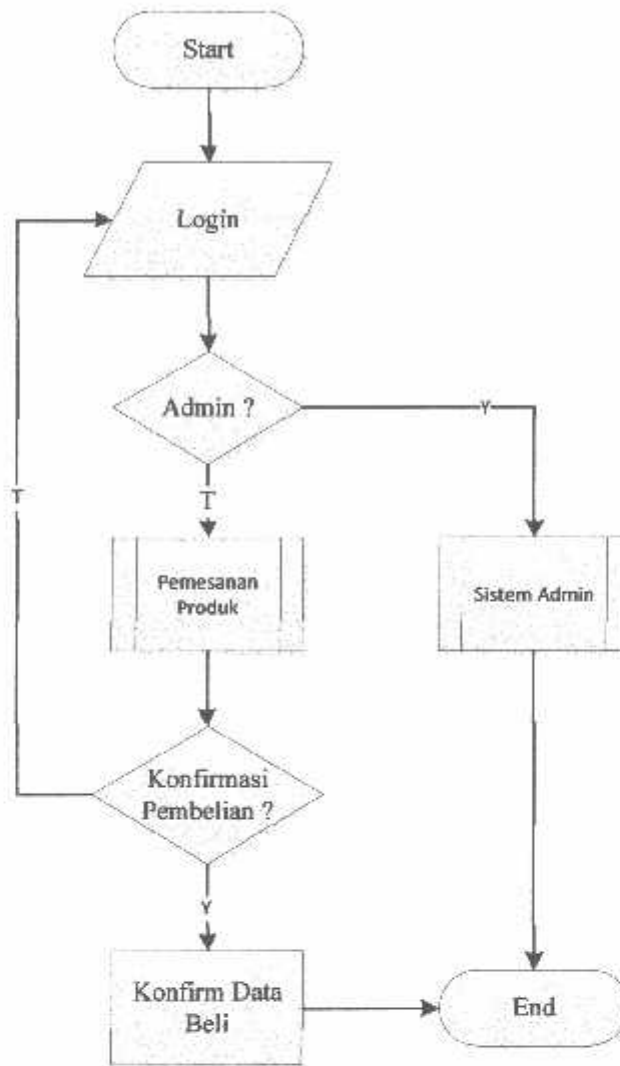 Start
Login
Admin ?
Y
T
T
Pemesanan
Produk
Sistem Admin
Konfirmasi
Pembelian ?
Y
Konfirm Data
Beli
End